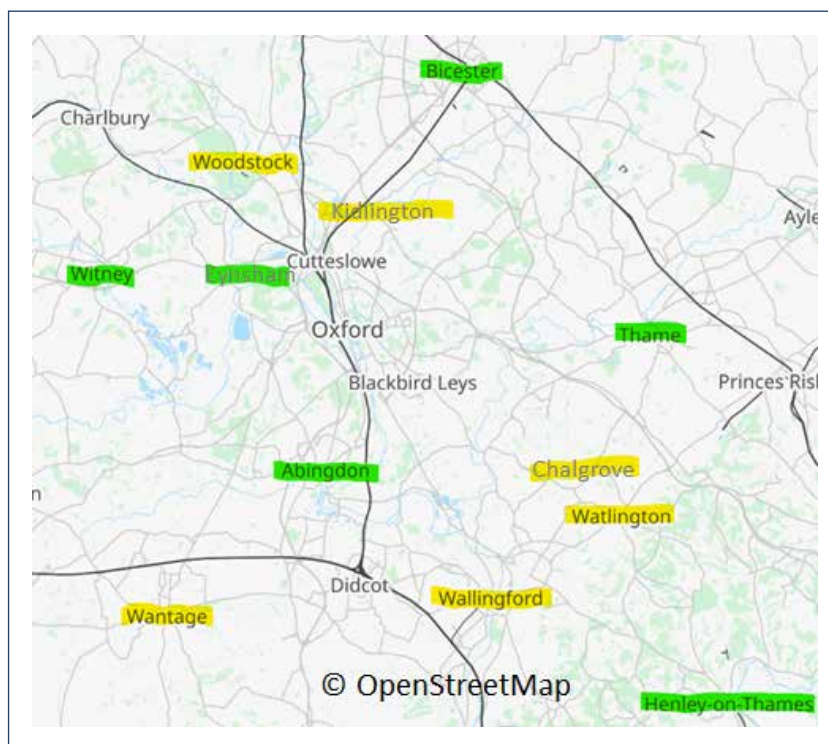 Bicester
Charlbury
Woodstock
Kidlington
Ayle
Cutteslowe
Witney
Eynsham
Oxford
Thame
Blackbird Leys
Princes Risl
Abingdon
Chalgrove
n
Watlington
Didcot
Wallingford
Wantage
© OpenStreetMap
Henley-on-Thames